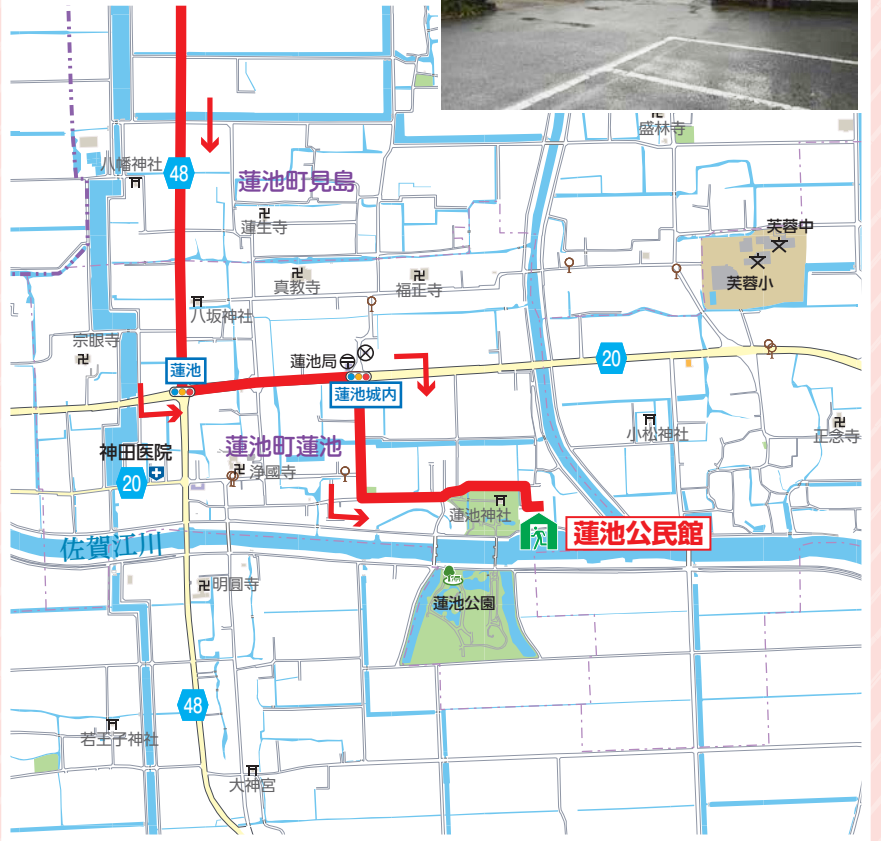 盛林寺
八幡神社
48
蓮池町見島
蓮生寺
芙蓉中
真教寺
福正寺
芙蓉小
八坂神社
宗眼寺
蓮池局
20
蓮池
蓮池城内
小松神社
正念寺
蓮池町蓮池
神田医院
浄國寺
20
蓮池神社
蓮池公民館
佐賀江川
明圓寺
蓮池公園
48
若王子神社
大神宮